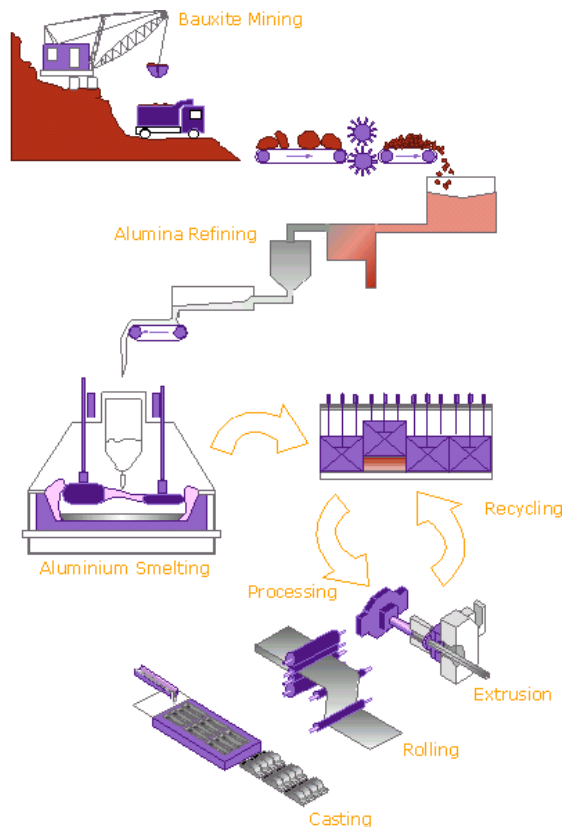 Bauxite Mining
Alumina Refining
Aluminium Smelting
Recycling
Processing
Extrusion
Rolling
Casting